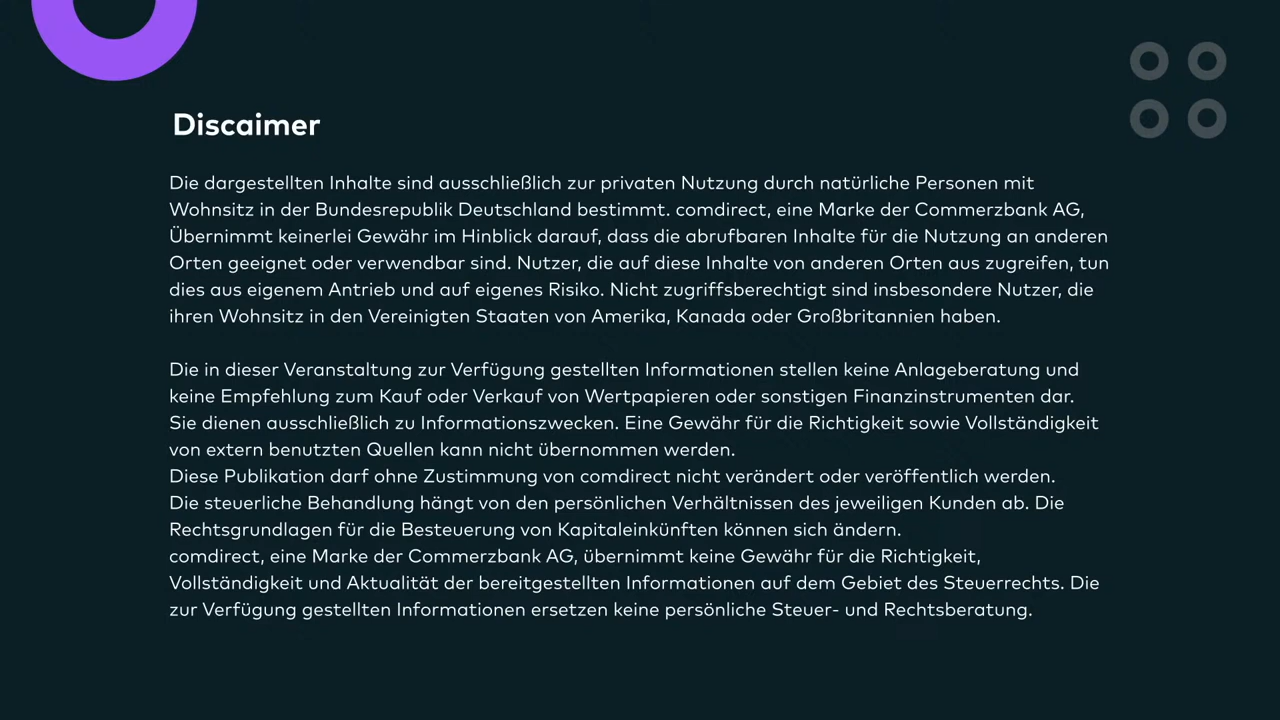 Discaimer
Die dargestellten Inhalte sind ausschließlich zur privaten Nutzung durch natürliche Personen mit
Wohnsitz in der Bundesrepublik Deutschland bestimmt. comdirect, eine Marke der Commerzbank AG,
Übernimmt keinerlei Gewähr im Hinblick darauf, dass die abrufbaren Inhalte für die Nutzung an anderen
Orten geeignet oder verwendbar sind. Nutzer, die auf diese Inhalte von anderen Orten aus zugreifen, tun
dies aus eigenem Antrieb und auf eigenes Risiko. Nicht zugriffsberechtigt sind insbesondere Nutzer, die
ihren Wohnsitz in den Vereinigten Staaten von Amerika, Kanada oder Großbritannien haben.
Die in dieser Veranstaltung zur Verfügung gestellten Informationen stellen keine Anlageberatung und
keine Empfehlung zum Kauf oder Verkauf von Wertpapieren oder sonstigen Finanzinstrumenten dar.
Sie dienen ausschließlich zu Informationszwecken. Eine Gewähr für die Richtigkeit sowie Vollständigkeit
von extern benutzten Quellen kann nicht übernommen werden.
Diese Publikation darf ohne Zustimmung von comdirect nicht verändert oder veröffentlich werden.
Die steuerliche Behandlung hängt von den persönlichen Verhältnissen des jeweiligen Kunden ab. Die
Rechtsgrundlagen für die Besteuerung von Kapitaleinkünften können sich ändern.
comdirect, eine Marke der Commerzbank AG, übernimmt keine Gewähr für die Richtigkeit,
Vollständigkeit und Aktualität der bereitgestellten Informationen auf dem Gebiet des Steuerrechts. Die
zur Verfügung gestellten Informationen ersetzen keine persönliche Steuer- und Rechtsberatung.